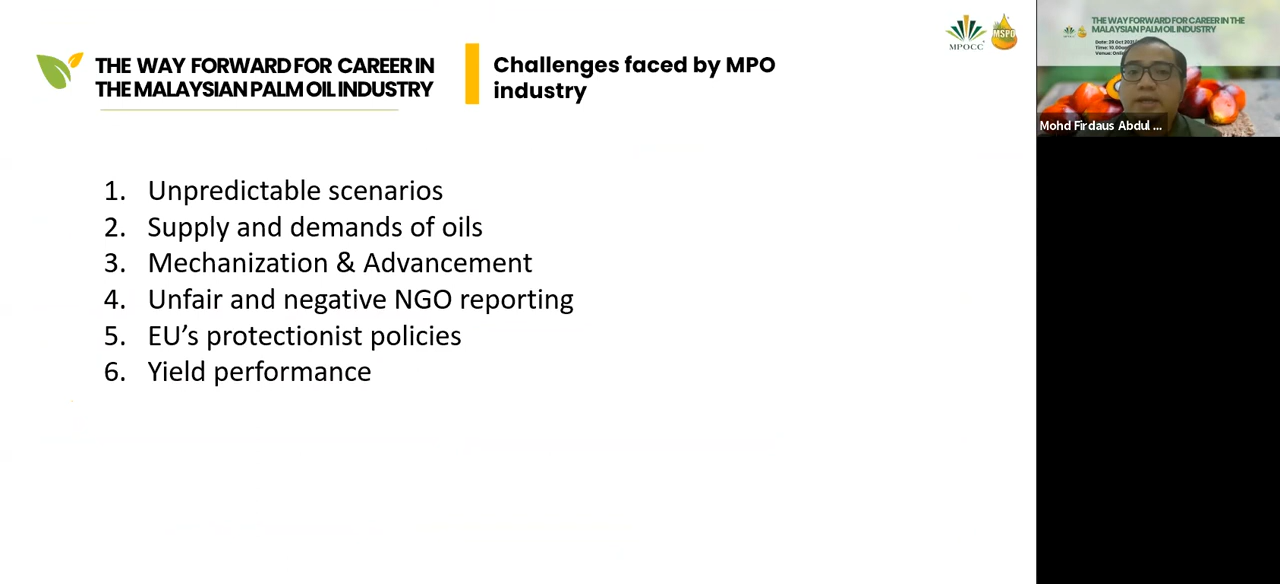 THE WAY FORWARD FOR CAREER IN
THE MALAYSIAN PALM OIL INDUSTRY
Challenges faced by MPO
industry
MPOCC
MSPO
1. Unpredictable scenarios
2. Supply and demands of oils
3. Mechanization & Advancement
4. Unfair and negative NGO reporting
5. EU’s protectionist policies
6. Yield performance
THE WAY FORWARD FOR CAREER IN THE
MALAYSIAN PALM OIL INDUSTRY
Mohd Firdaus Abdul ...